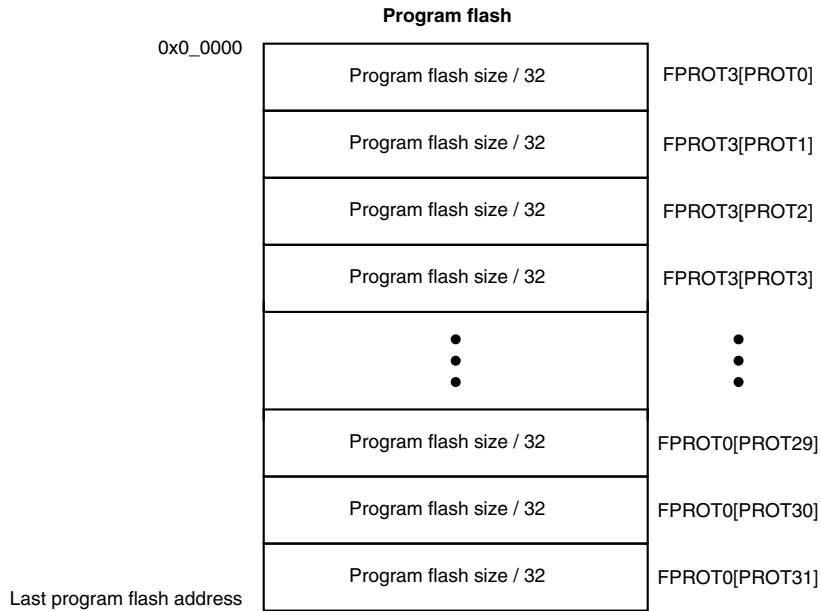 Program flash
0x0_0000
Program flash size / 32 FPROT3[PROT0]
Program flash size / 32 FPROT3[PROT1]
Program flash size / 32 FPROT3[PROT2]
Program flash size / 32 FPROT3[PROT3]
Program flash size / 32 FPROT0[PROT29]
Program flash size / 32 FPROT0[PROT30]
Program flash size / 32 FPROT0[PROT31]
Last program flash address